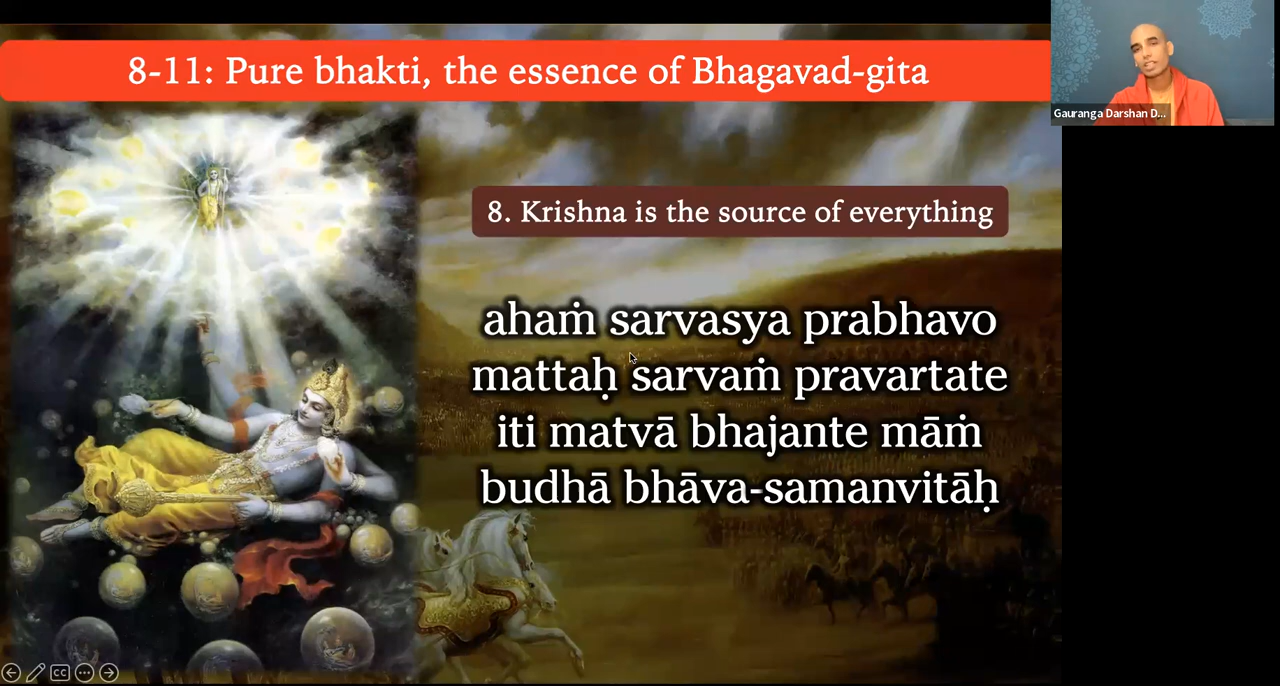 8-11: Pure bhakti, the essence of Bhagavad-gita
Gauranga Darshan D...
8. Krishna is the source of everything
ahaṁ sarvasya prabhavo
mattaḥ sarvaṁ pravartate
iti matvā bhajante māṁ
budhā bhāva-samanvitāḥ
CC